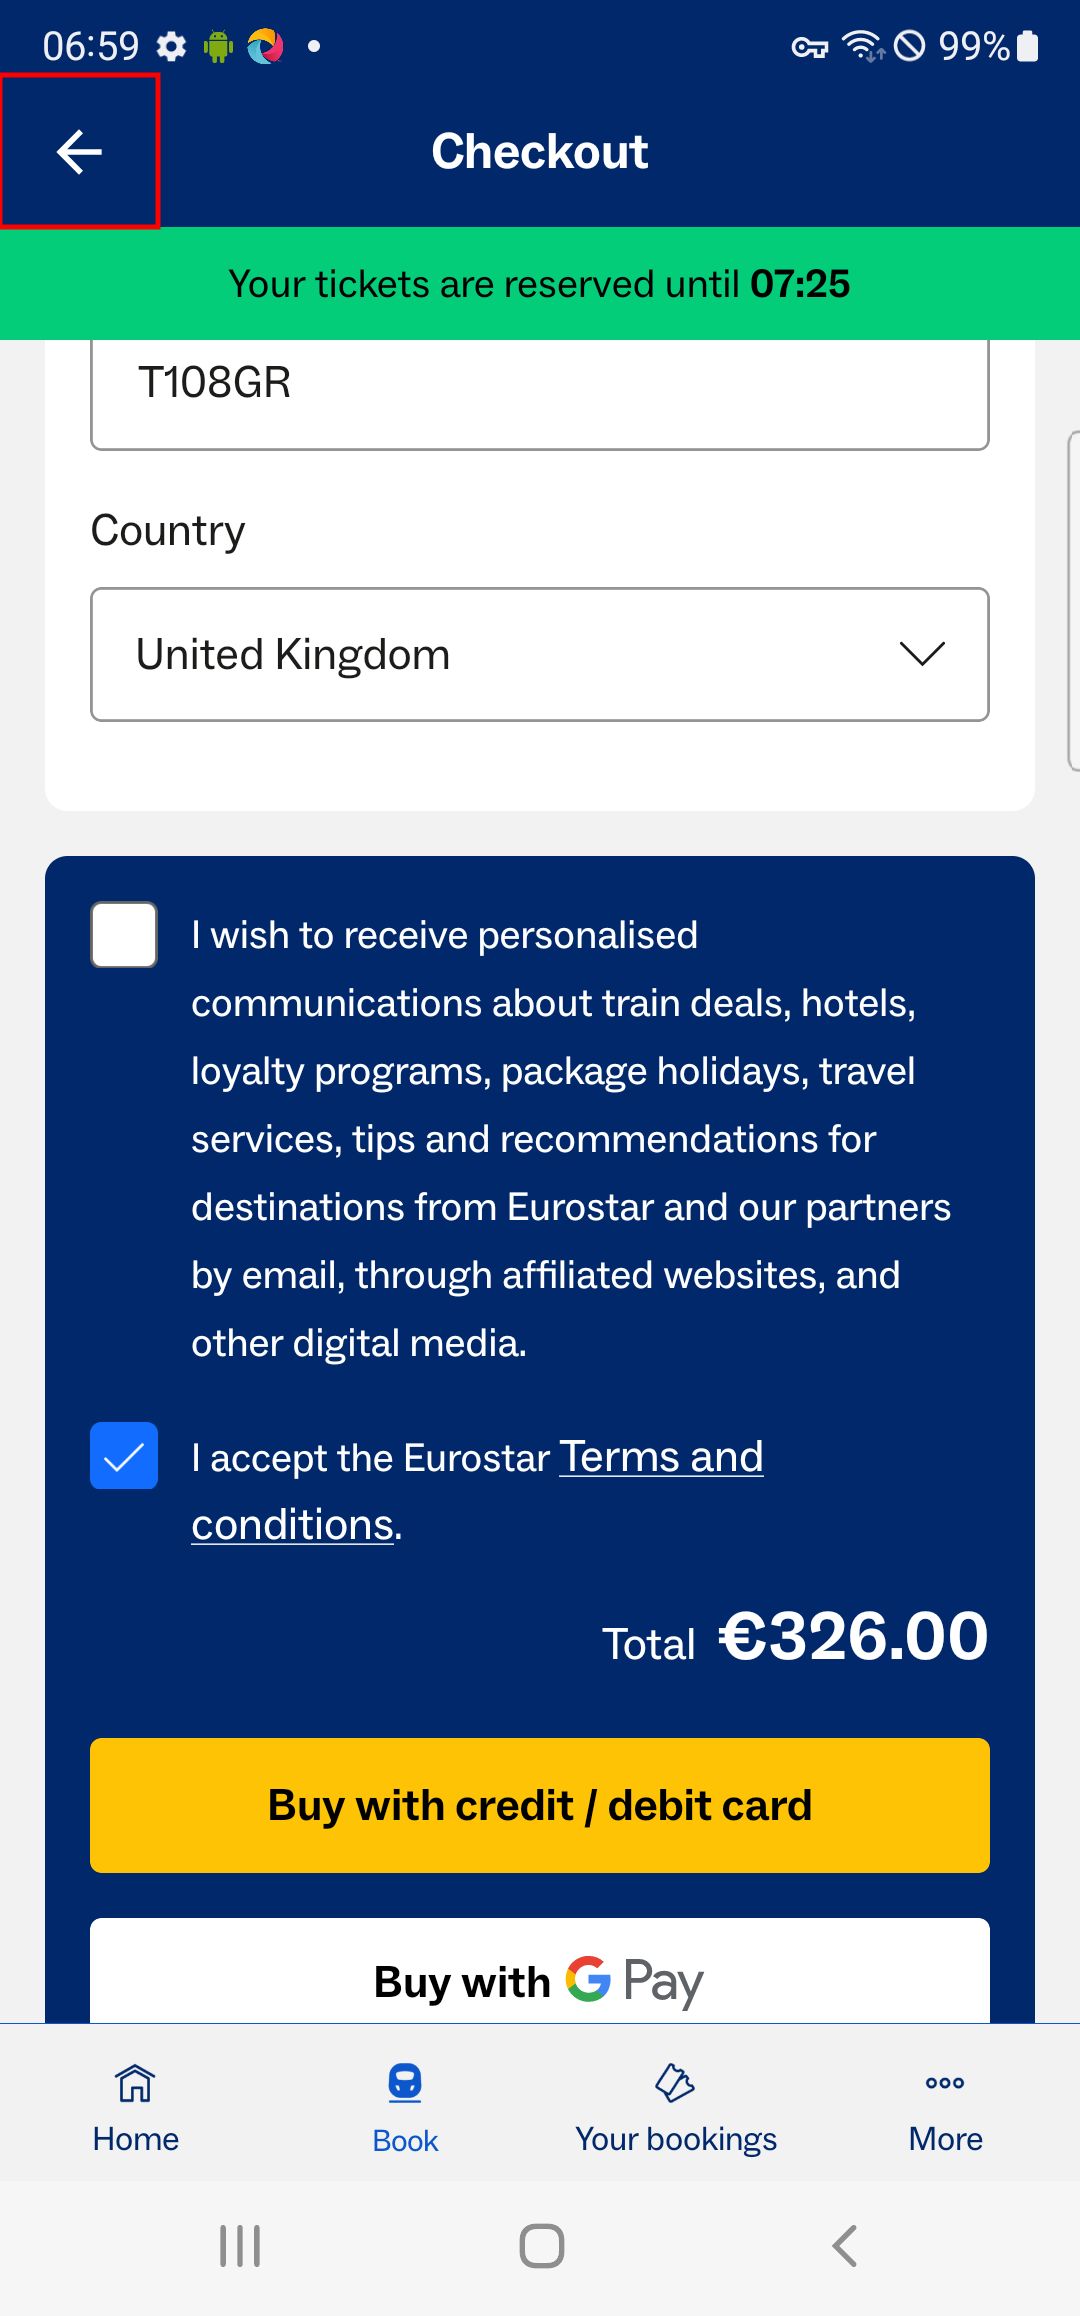 06:59
99%
Checkout
Your tickets are reserved until 07:25
T108GR
Country
United Kingdom
I wish to receive personalised
communications about train deals, hotels,
loyalty programs, package holidays, travel
services, tips and recommendations for
destinations from Eurostar and our partners
by email, through affiliated websites, and
other digital media.
I accept the Eurostar Terms and
conditions.
Total €326.00
Buy with credit / debit card
Buy with G Pay
Home
Book
Your bookings
More